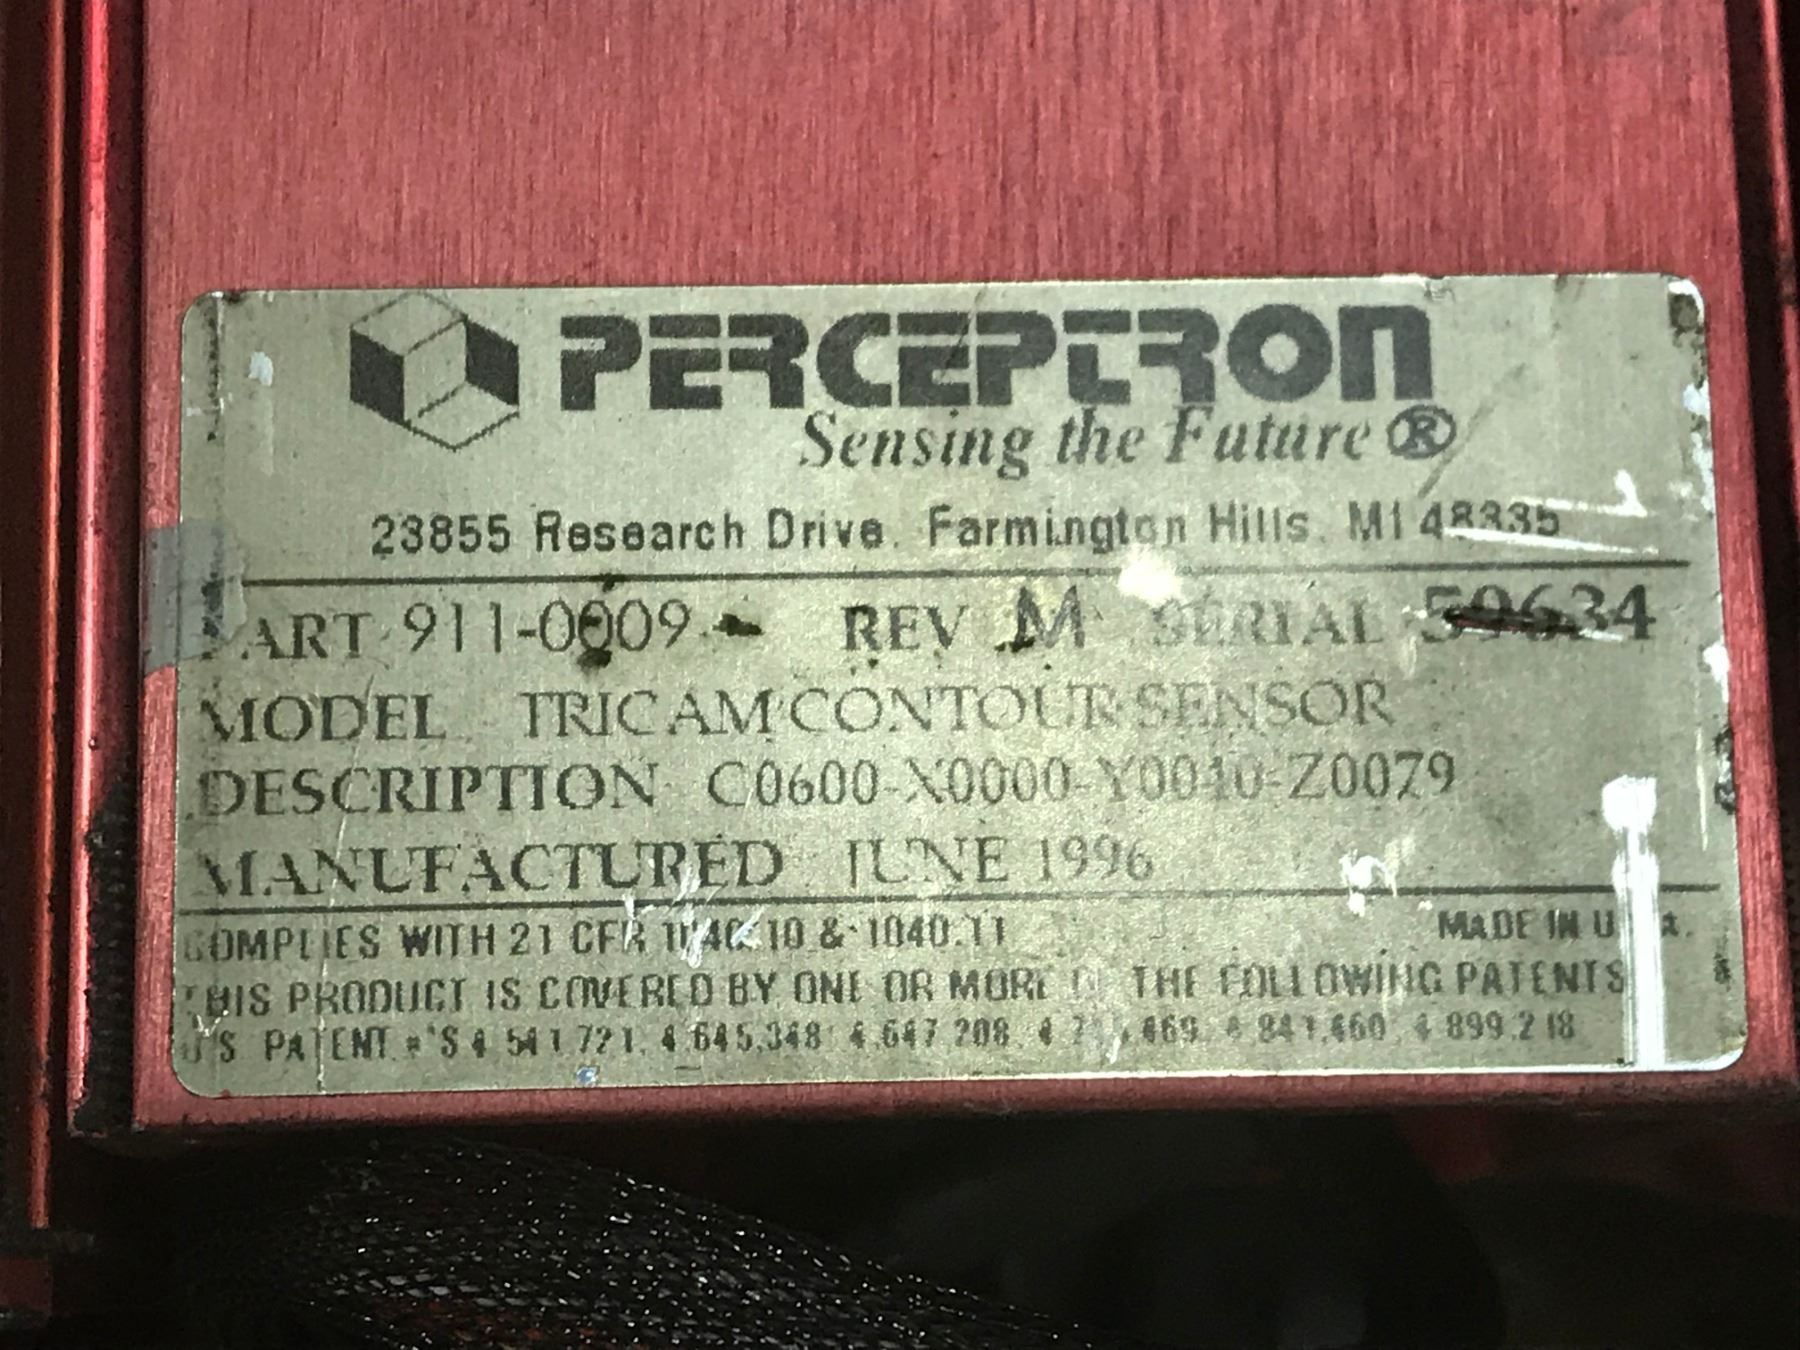 PERCEPTRON
Sensing the Future ®
23855 Research Drive, Farmington Hills, MI 48335
PART 911-0009 REV M SERIAL 59634
MODEL TRICAM CONTOUR SENSOR
DESCRIPTION C0600-X0000-Y0040-Z0079
MANUFACTURED JUNE 1996
COMPLIES WITH 21 CFR 1040.10 & 1040.11 MADE IN U.S.A.
THIS PRODUCT IS COVERED BY ONE OR MORE OF THE FOLLOWING PATENTS
U.S PATENT #'S 4,541,721, 4,645,348 4,647,208, 4,841,460, 4,899,218